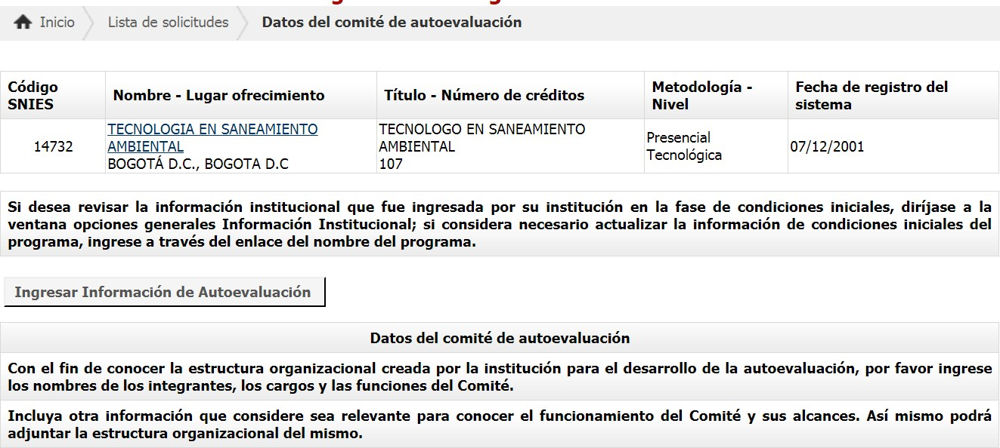 Inicio Lista de solicitudes Datos del comité de autoevaluación
Código SNIES Nombre - Lugar ofrecimiento Título - Número de créditos Metodología - Nivel Fecha de registro del sistema
14732 TECNOLOGIA EN SANEAMIENTO AMBIENTAL BOGOTÁ D.C., BOGOTA D.C TECNOLOGO EN SANEAMIENTO AMBIENTAL 107 Presencial Tecnológica 07/12/2001
Si desea revisar la información institucional que fue ingresada por su institución en la fase de condiciones iniciales, diríjase a la
ventana opciones generales Información Institucional; si considera necesario actualizar la información de condiciones iniciales del
programa, ingrese a través del enlace del nombre del programa.
Ingresar Información de Autoevaluación
Datos del comité de autoevaluación
Con el fin de conocer la estructura organizacional creada por la institución para el desarrollo de la autoevaluación, por favor ingrese
los nombres de los integrantes, los cargos y las funciones del Comité.
Incluya otra información que considere sea relevante para conocer el funcionamiento del Comité y sus alcances. Así mismo podrá
adjuntar la estructura organizacional del mismo.